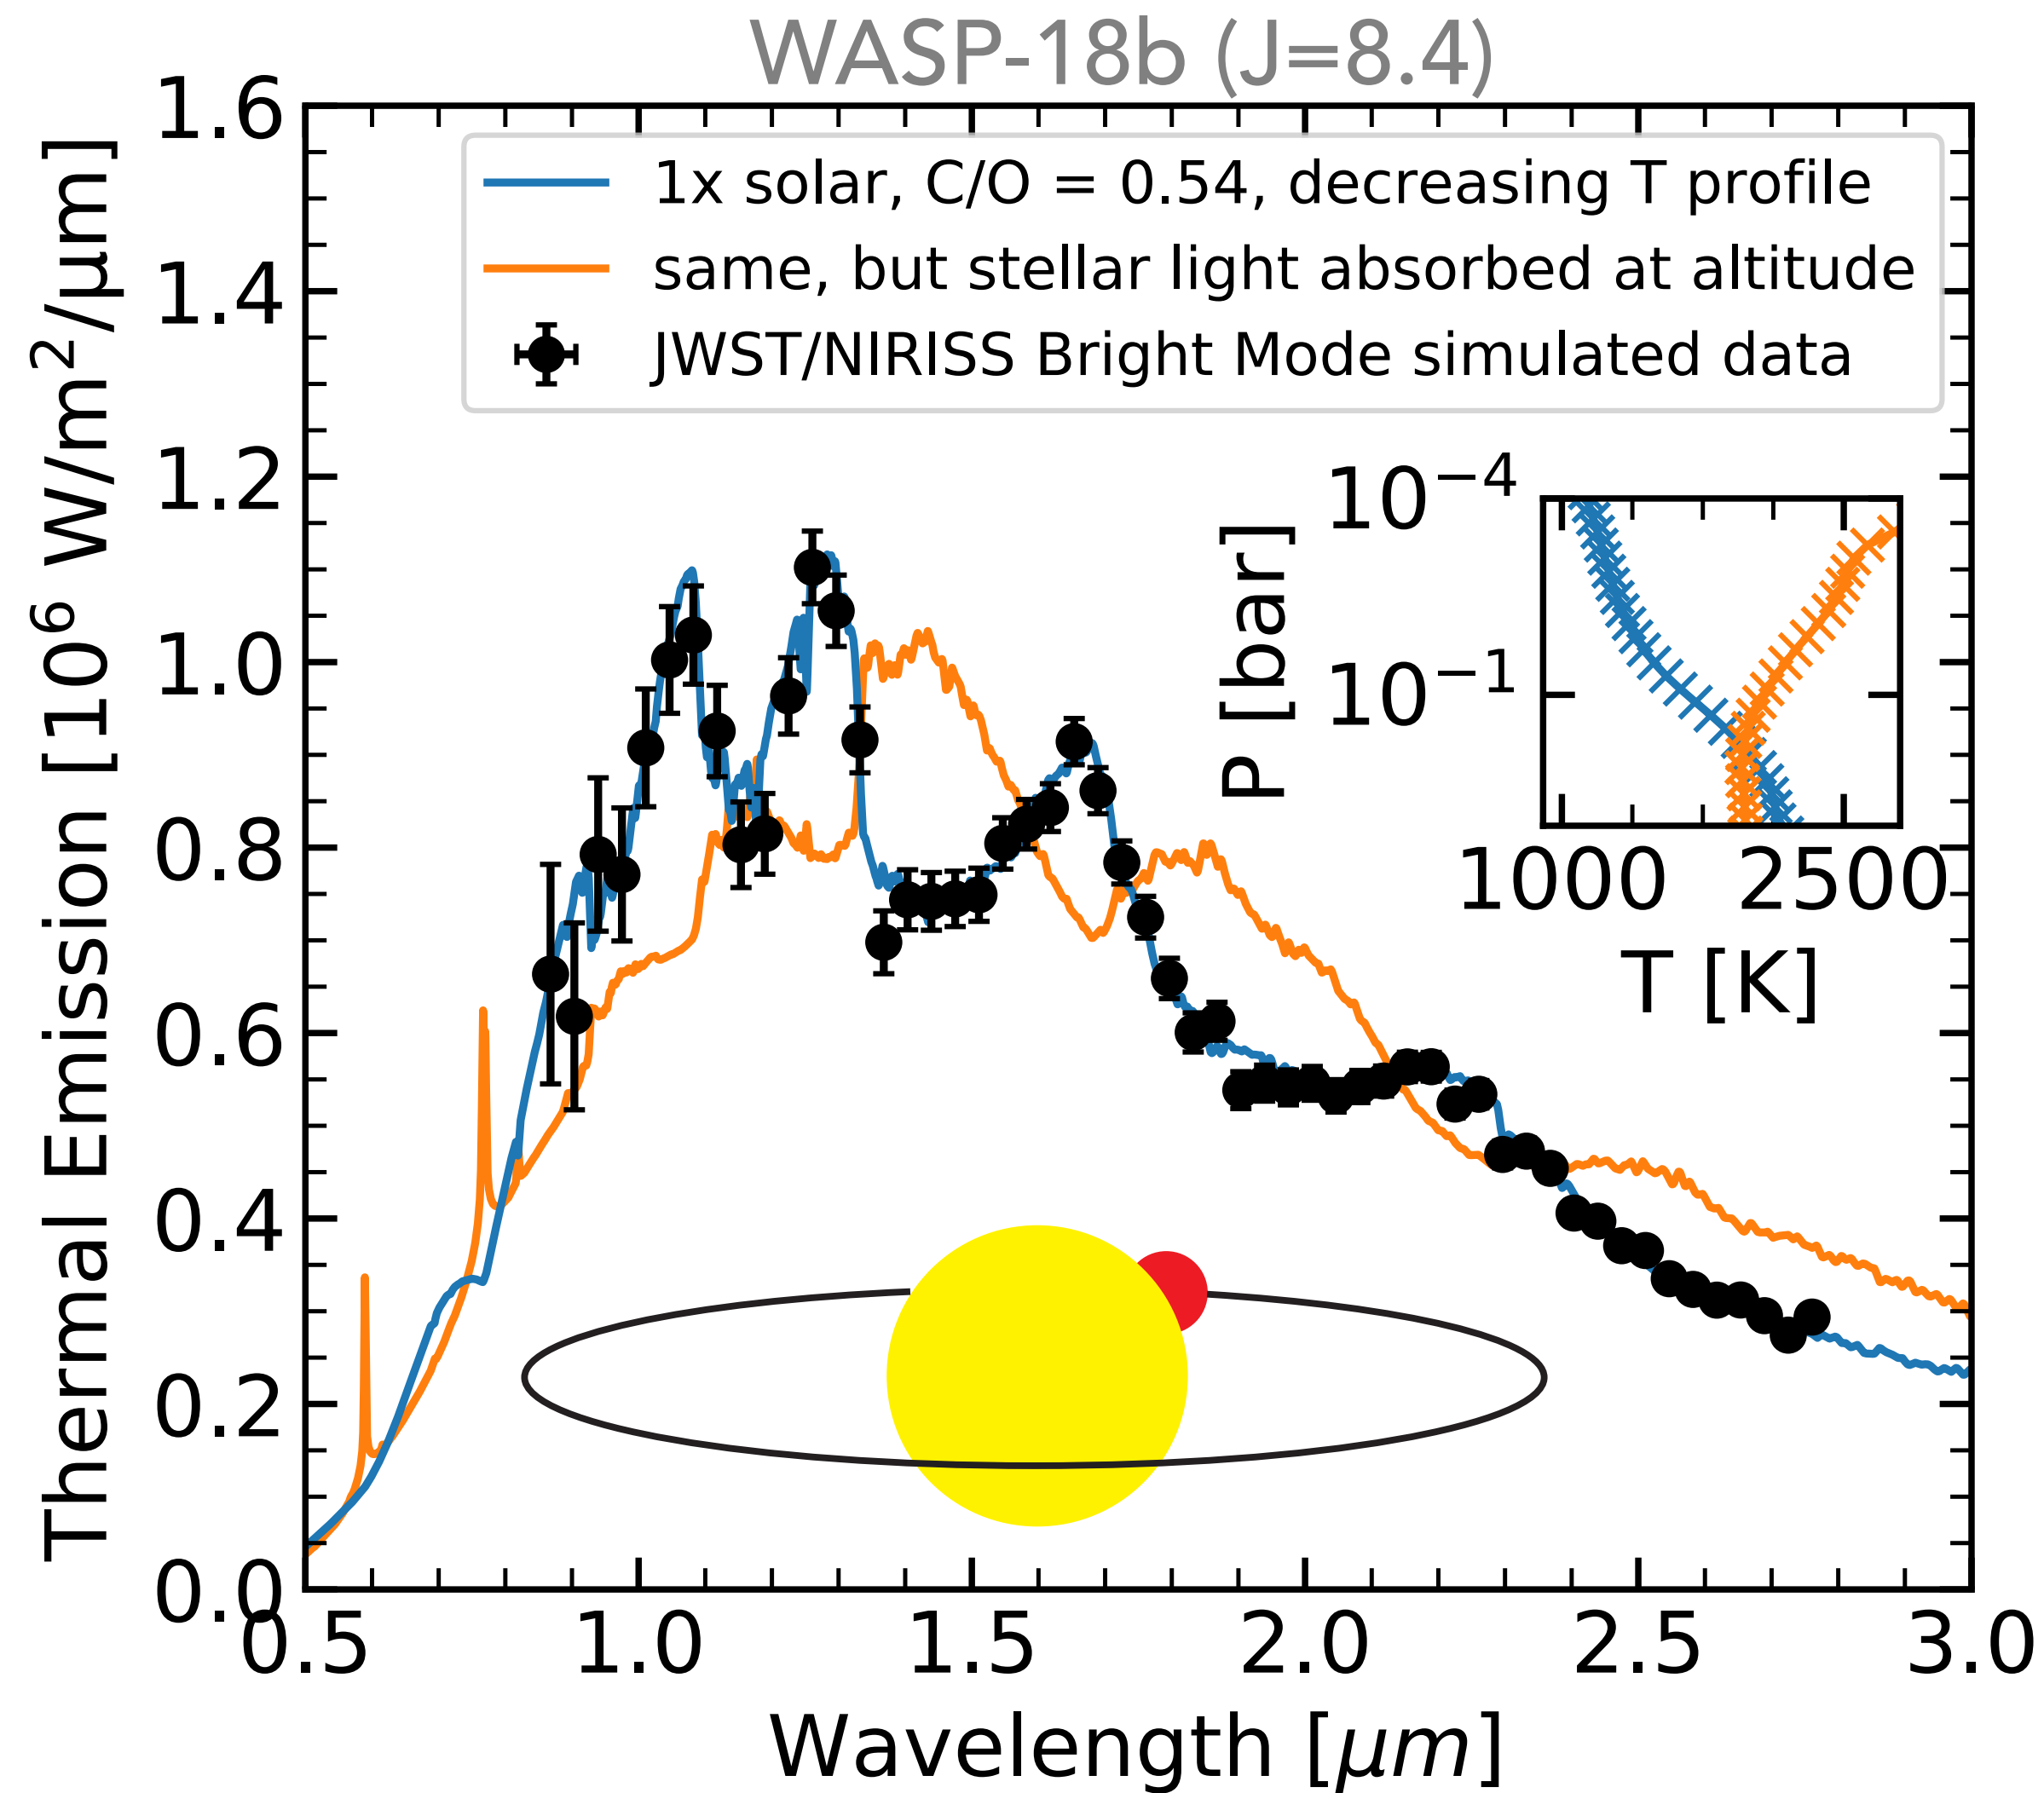 WASP-18b (J=8.4)
1.6
1.4
1.2
1.0
0.8
0.6
0.4
0.2
0.0
Thermal Emission [10⁶ W/m²/µm]
1x solar, C/O = 0.54, decreasing T profile
same, but stellar light absorbed at altitude
JWST/NIRISS Bright Mode simulated data
P [bar]
10⁻⁴
10⁻¹
1000 2500
T [K]
0.5 1.0 1.5 2.0 2.5 3.0
Wavelength [μm]